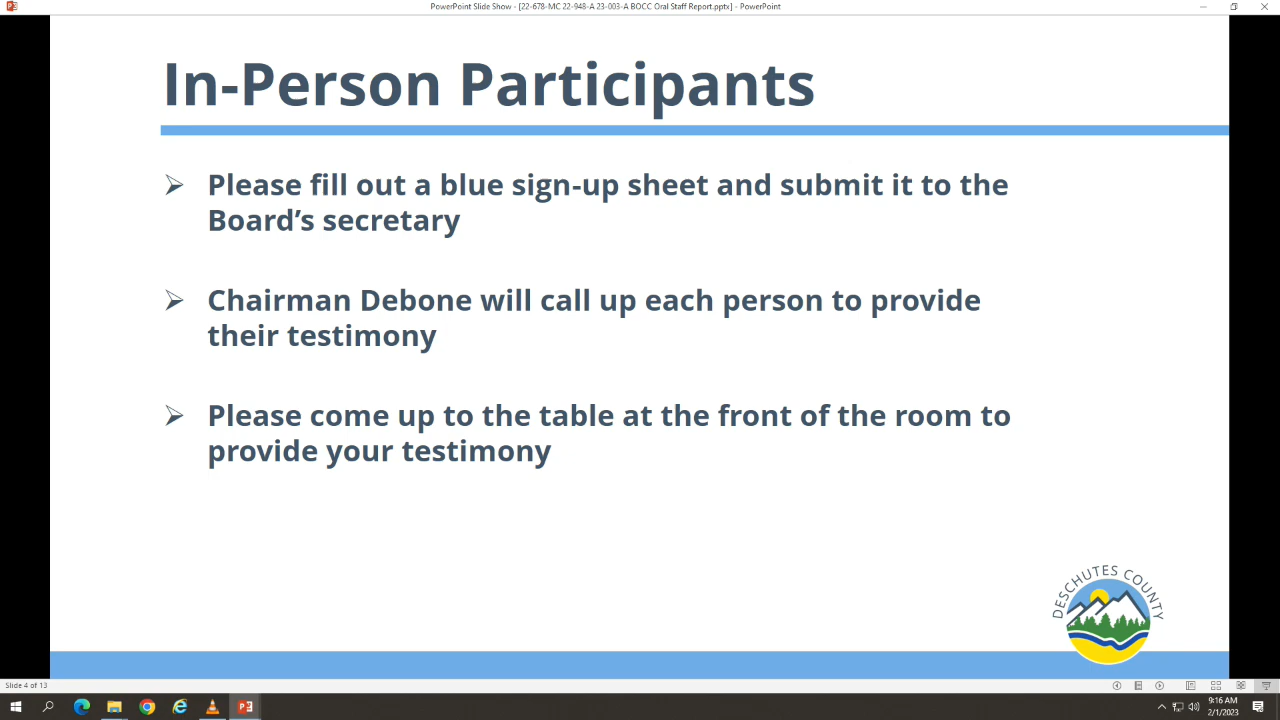 PowerPoint Slide Show - [22-678-MC 22-948-A 23-003-A BOCC Oral Staff Report.pptx] - PowerPoint
In-Person Participants
Please fill out a blue sign-up sheet and submit it to the
Board’s secretary
Chairman Debone will call up each person to provide
their testimony
Please come up to the table at the front of the room to
provide your testimony
DESCHUTES COUNTY
Slide 4 of 13
9:16 AM
2/1/2023